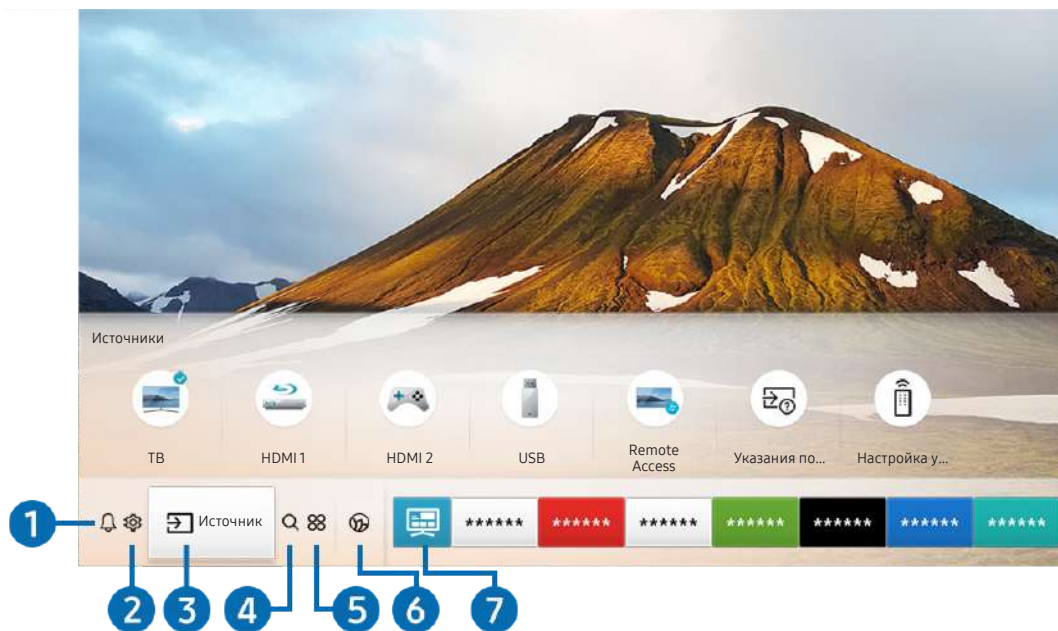 Источники
ТВ
HDMI 1
HDMI 2
USB
Remote
Access
Указания по...
Настройка у...
1
Источник
******
******
******
******
******
******
******
2
3
4
5
6
7